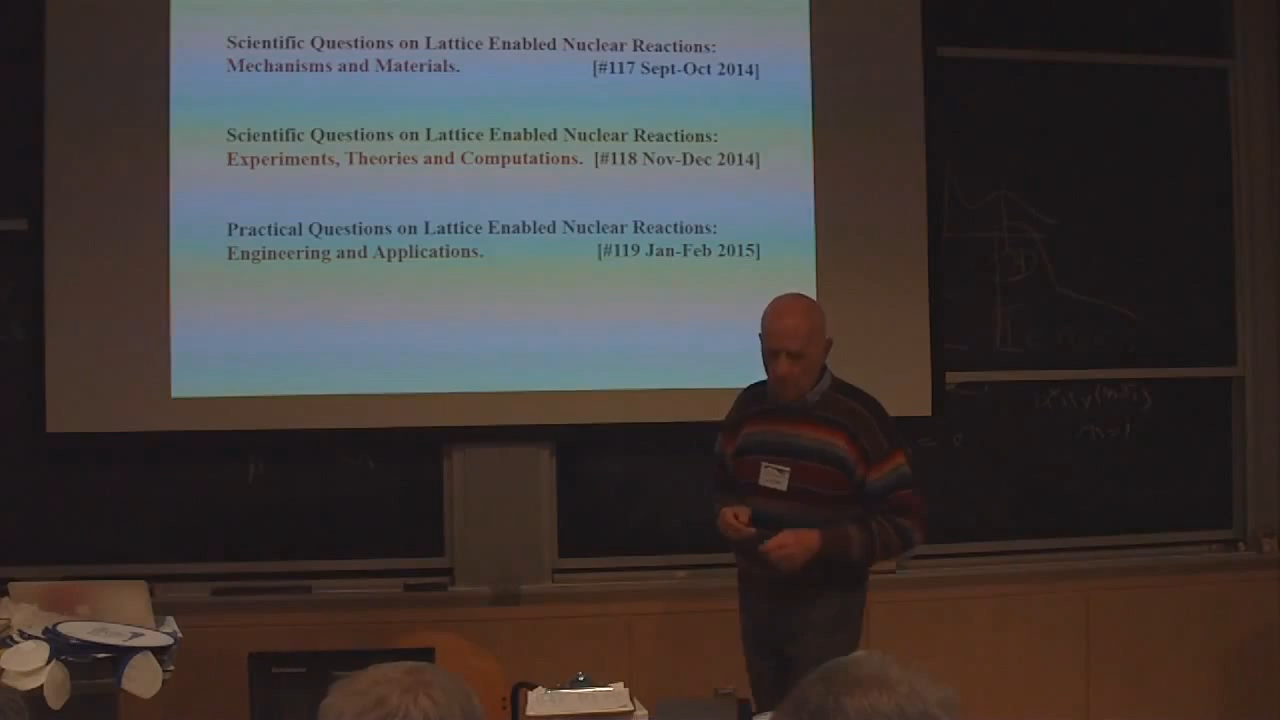 Scientific Questions on Lattice Enabled Nuclear Reactions:
Mechanisms and Materials. [#117 Sept-Oct 2014]
Scientific Questions on Lattice Enabled Nuclear Reactions:
Experiments, Theories and Computations. [#118 Nov-Dec 2014]
Practical Questions on Lattice Enabled Nuclear Reactions:
Engineering and Applications. [#119 Jan-Feb 2015]